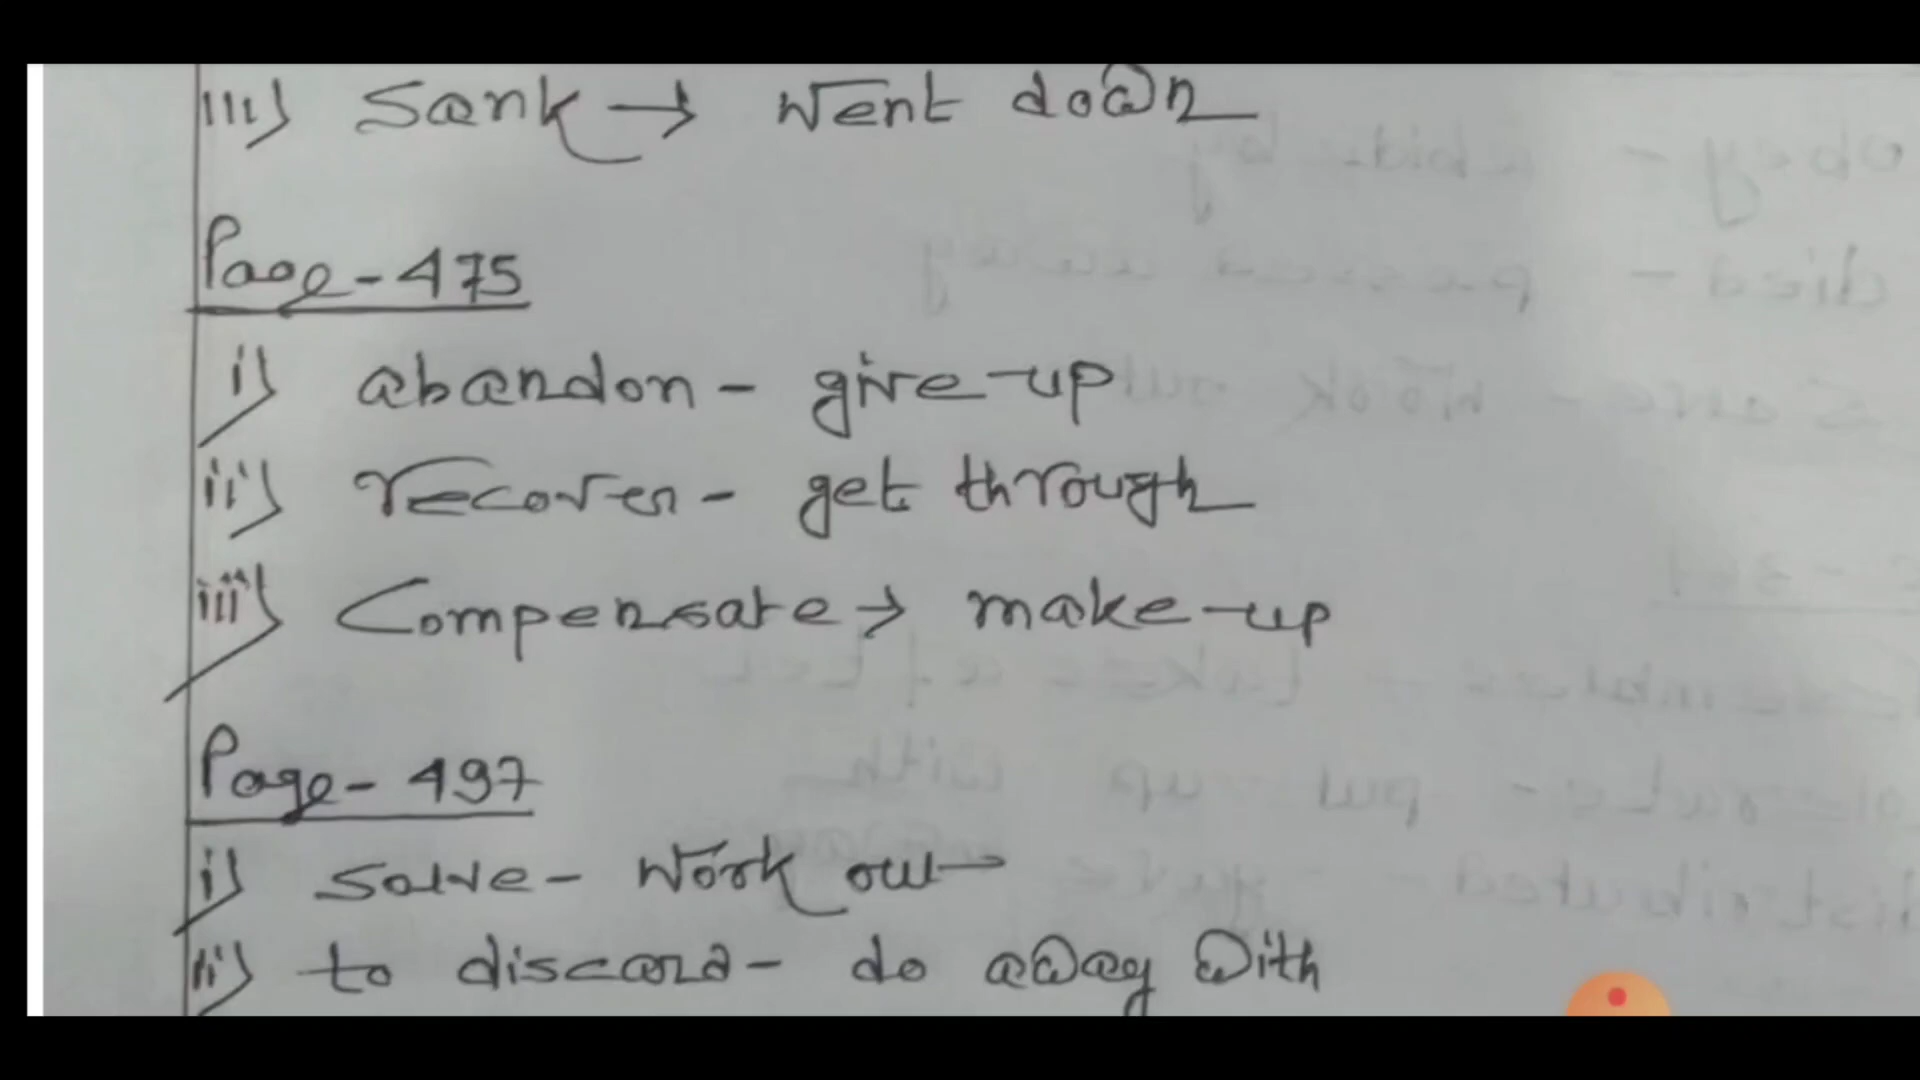 iii) Sank → Went down
Page - 475
i) abandon - give-up
ii) recover - get through
iii) Compensate → make-up
Page - 497
i) Solve - Work out
ii) to discard - do away with